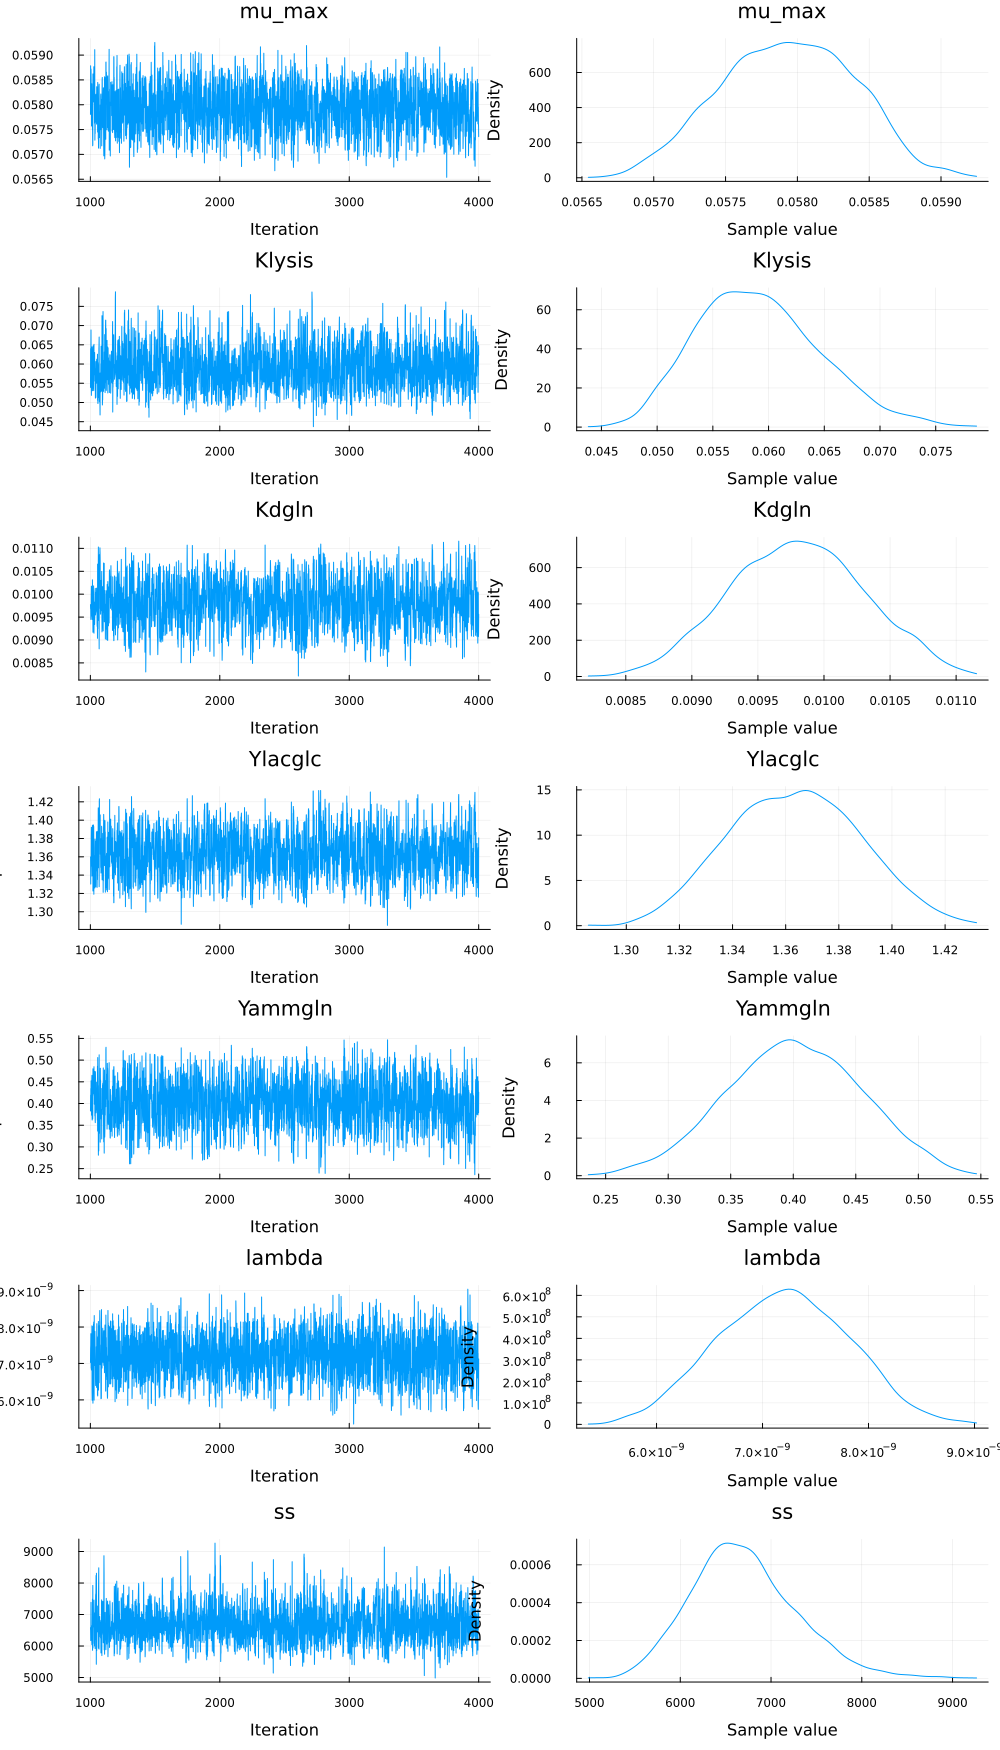 mu_max mu_max
0.0590
0.0585
0.0580
0.0575
0.0570
0.0565
1000 2000 3000 4000
Iteration
Density
600
400
200
0
0.0565 0.0570 0.0575 0.0580 0.0585 0.0590
Sample value
Klysis Klysis
0.075
0.070
0.065
0.060
0.055
0.050
0.045
1000 2000 3000 4000
Iteration
Density
60
40
20
0
0.045 0.050 0.055 0.060 0.065 0.070 0.075
Sample value
Kdgln Kdgln
0.0110
0.0105
0.0100
0.0095
0.0090
0.0085
1000 2000 3000 4000
Iteration
Density
600
400
200
0
0.0085 0.0090 0.0095 0.0100 0.0105 0.0110
Sample value
Ylacglc Ylacglc
1.42
1.40
1.38
1.36
1.34
1.32
1.30
1000 2000 3000 4000
Iteration
Density
15
10
5
0
1.30 1.32 1.34 1.36 1.38 1.40 1.42
Sample value
Yammgln Yammgln
0.55
0.50
0.45
0.40
0.35
0.30
0.25
1000 2000 3000 4000
Iteration
Density
6
4
2
0
0.25 0.30 0.35 0.40 0.45 0.50 0.55
Sample value
lambda lambda
9.0×10⁻⁹
8.0×10⁻⁹
7.0×10⁻⁹
6.0×10⁻⁹
1000 2000 3000 4000
Iteration
Density
6.0×10⁸
5.0×10⁸
4.0×10⁸
3.0×10⁸
2.0×10⁸
1.0×10⁸
0
6.0×10⁻⁹ 7.0×10⁻⁹ 8.0×10⁻⁹ 9.0×10⁻⁹
Sample value
ss ss
9000
8000
7000
6000
5000
1000 2000 3000 4000
Iteration
Density
0.0006
0.0004
0.0002
0.0000
5000 6000 7000 8000 9000
Sample value